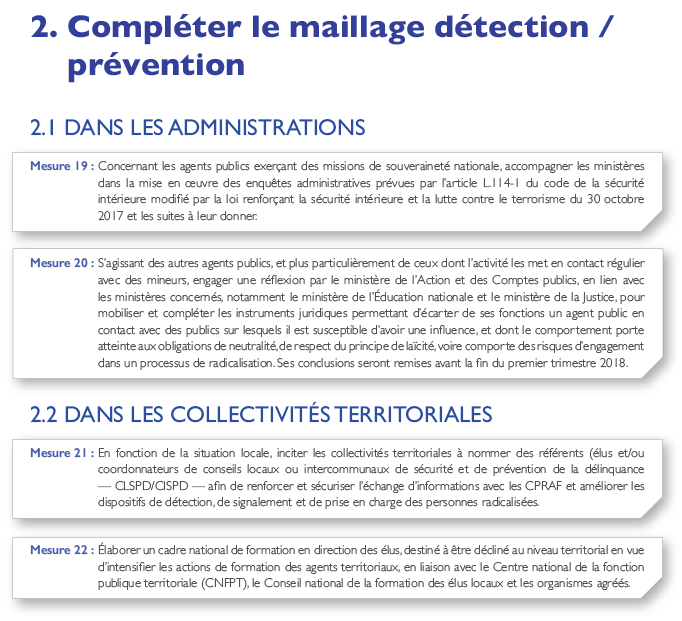 2. Compléter le maillage détection /
prévention
2.1 DANS LES ADMINISTRATIONS
Mesure 19 : Concernant les agents publics exerçant des missions de souveraineté nationale, accompagner les ministères
dans la mise en œuvre des enquêtes administratives prévues par l'article L.114-1 du code de la sécurité
intérieure modifié par la loi renforçant la sécurité intérieure et la lutte contre le terrorisme du 30 octobre
2017 et les suites à leur donner.
Mesure 20 : S'agissant des autres agents publics, et plus particulièrement de ceux dont l'activité les met en contact régulier
avec des mineurs, engager une réflexion par le ministère de l'Action et des Comptes publics, en lien avec
les ministères concernés, notamment le ministère de l'Éducation nationale et le ministère de la Justice, pour
mobiliser et compléter les instruments juridiques permettant d'écarter de ses fonctions un agent public en
contact avec des publics sur lesquels il est susceptible d'avoir une influence, et dont le comportement porte
atteinte aux obligations de neutralité, de respect du principe de laïcité, voire comporte des risques d'engagement
dans un processus de radicalisation. Ses conclusions seront remises avant la fin du premier trimestre 2018.
2.2 DANS LES COLLECTIVITÉS TERRITORIALES
Mesure 21 : En fonction de la situation locale, inciter les collectivités territoriales à nommer des référents (élus et/ou
coordonnateurs de conseils locaux ou intercommunaux de sécurité et de prévention de la délinquance
— CLSPD/CISPD — afin de renforcer et sécuriser l'échange d'informations avec les CPRAF et améliorer les
dispositifs de détection, de signalement et de prise en charge des personnes radicalisées.
Mesure 22 : Élaborer un cadre national de formation en direction des élus, destiné à être décliné au niveau territorial en vue
d'intensifier les actions de formation des agents territoriaux, en liaison avec le Centre national de la fonction
publique territoriale (CNFPT), le Conseil national de la formation des élus locaux et les organismes agréés.